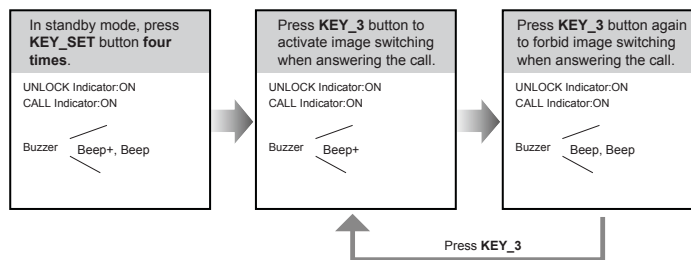 In standby mode, press
KEY_SET button four
times.
UNLOCK Indicator:ON
CALL Indicator:ON
Buzzer
Beep+, Beep
Press KEY_3 button to
activate image switching
when answering the call.
UNLOCK Indicator:ON
CALL Indicator:ON
Buzzer
Beep+
Press KEY_3 button again
to forbid image switching
when answering the call.
UNLOCK Indicator:ON
CALL Indicator:ON
Buzzer
Beep, Beep
Press KEY_3